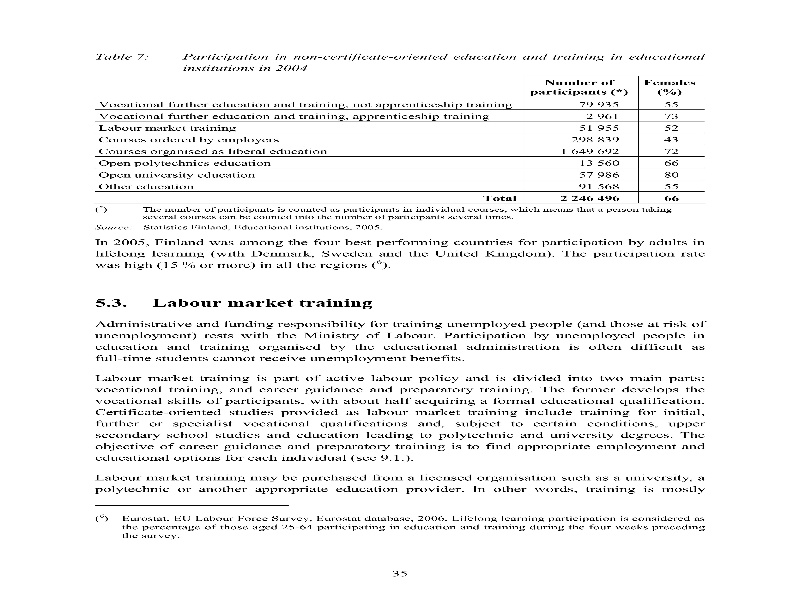 Table 7: Participation in non-certificate-oriented education and training in educational
institutions in 2004
Number of participants (*) Females (%)
Vocational further education and training, not apprenticeship training 79 935 55
Vocational further education and training, apprenticeship training 2 961 73
Labour market training 51 955 52
Courses ordered by employers 298 839 43
Courses organised as liberal education 1 649 692 72
Open polytechnics education 13 560 66
Open university education 57 986 80
Other education 91 568 55
Total 2 246 496 66
(*) The number of participants is counted as participants in individual courses, which means that a person taking
several courses can be counted into the number of participants several times.
Source: Statistics Finland, Educational institutions, 2005.
In 2005, Finland was among the four best performing countries for participation by adults in
lifelong learning (with Denmark, Sweden and the United Kingdom). The participation rate
was high (15 % or more) in all the regions (⁶).
5.3. Labour market training
Administrative and funding responsibility for training unemployed people (and those at risk of
unemployment) rests with the Ministry of Labour. Participation by unemployed people in
education and training organised by the educational administration is often difficult as
full-time students cannot receive unemployment benefits.
Labour market training is part of active labour policy and is divided into two main parts:
vocational training, and career guidance and preparatory training. The former develops the
vocational skills of participants, with about half acquiring a formal educational qualification.
Certificate-oriented studies provided as labour market training include training for initial,
further or specialist vocational qualifications and, subject to certain conditions, upper
secondary school studies and education leading to polytechnic and university degrees. The
objective of career guidance and preparatory training is to find appropriate employment and
educational options for each individual (see 9.1.).
Labour market training may be purchased from a licensed organisation such as a university, a
polytechnic or another appropriate education provider. In other words, training is mostly
(⁶) Eurostat, EU Labour Force Survey, Eurostat database, 2006. Lifelong learning participation is considered as
the percentage of those aged 25-64 participating in education and training during the four weeks preceding
the survey.
35